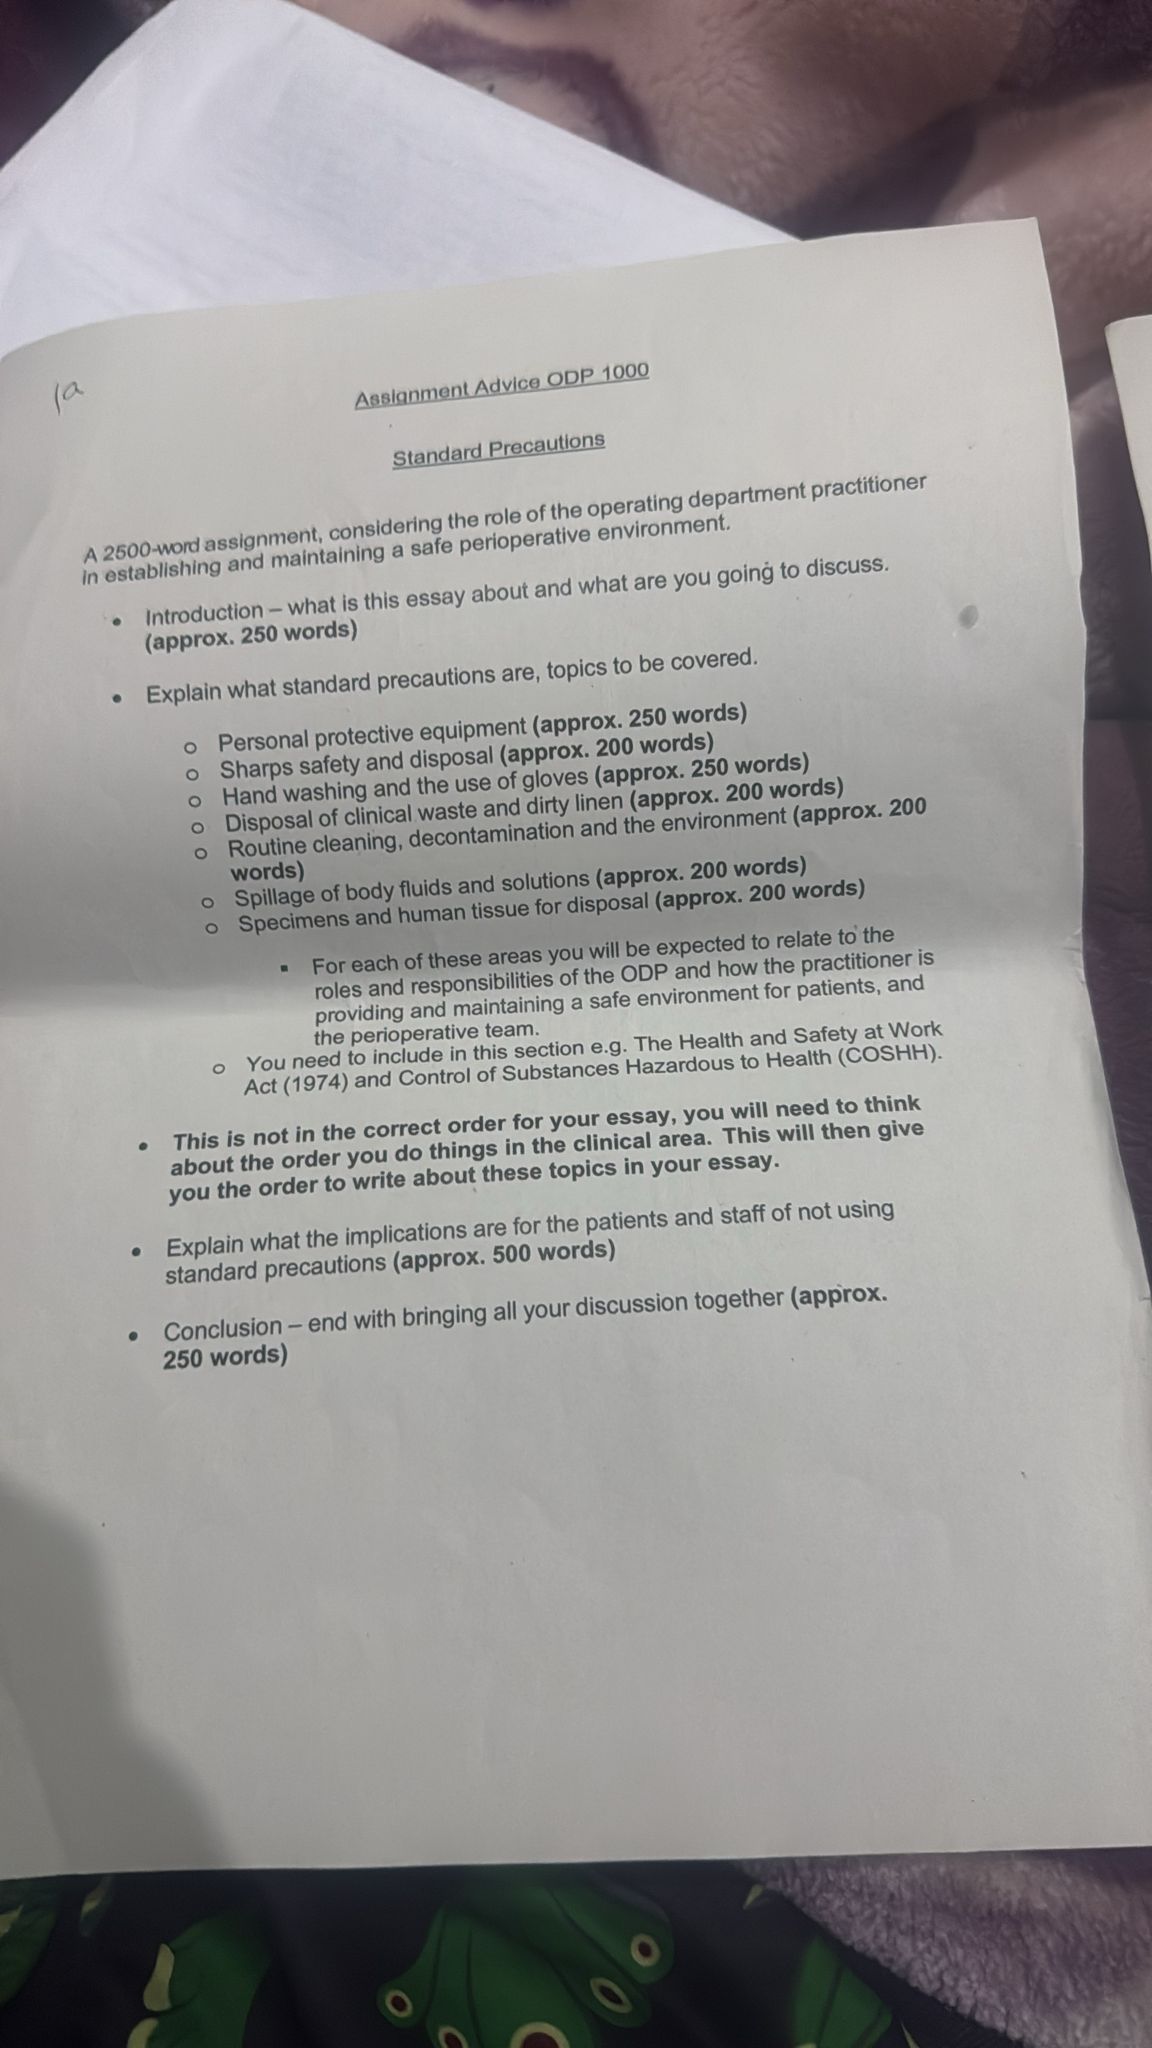 1a
Assignment Advice ODP 1000
Standard Precautions
A 2500-word assignment, considering the role of the operating department practitioner
in establishing and maintaining a safe perioperative environment.
• Introduction – what is this essay about and what are you going to discuss.
(approx. 250 words)
• Explain what standard precautions are, topics to be covered.
o Personal protective equipment (approx. 250 words)
o Sharps safety and disposal (approx. 200 words)
o Hand washing and the use of gloves (approx. 250 words)
o Disposal of clinical waste and dirty linen (approx. 200 words)
o Routine cleaning, decontamination and the environment (approx. 200
words)
o Spillage of body fluids and solutions (approx. 200 words)
o Specimens and human tissue for disposal (approx. 200 words)
▪ For each of these areas you will be expected to relate to the
roles and responsibilities of the ODP and how the practitioner is
providing and maintaining a safe environment for patients, and
the perioperative team.
o You need to include in this section e.g. The Health and Safety at Work
Act (1974) and Control of Substances Hazardous to Health (COSHH).
• This is not in the correct order for your essay, you will need to think
about the order you do things in the clinical area. This will then give
you the order to write about these topics in your essay.
• Explain what the implications are for the patients and staff of not using
standard precautions (approx. 500 words)
• Conclusion – end with bringing all your discussion together (approx.
250 words)